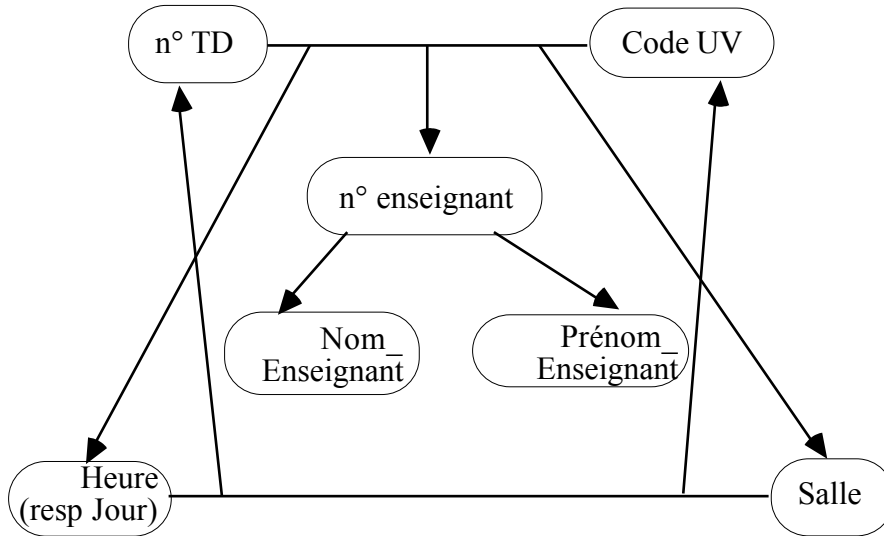 n° TD
Code UV
n° enseignant
Nom_
Enseignant
Prénom_
Enseignant
Heure
(resp Jour)
Salle